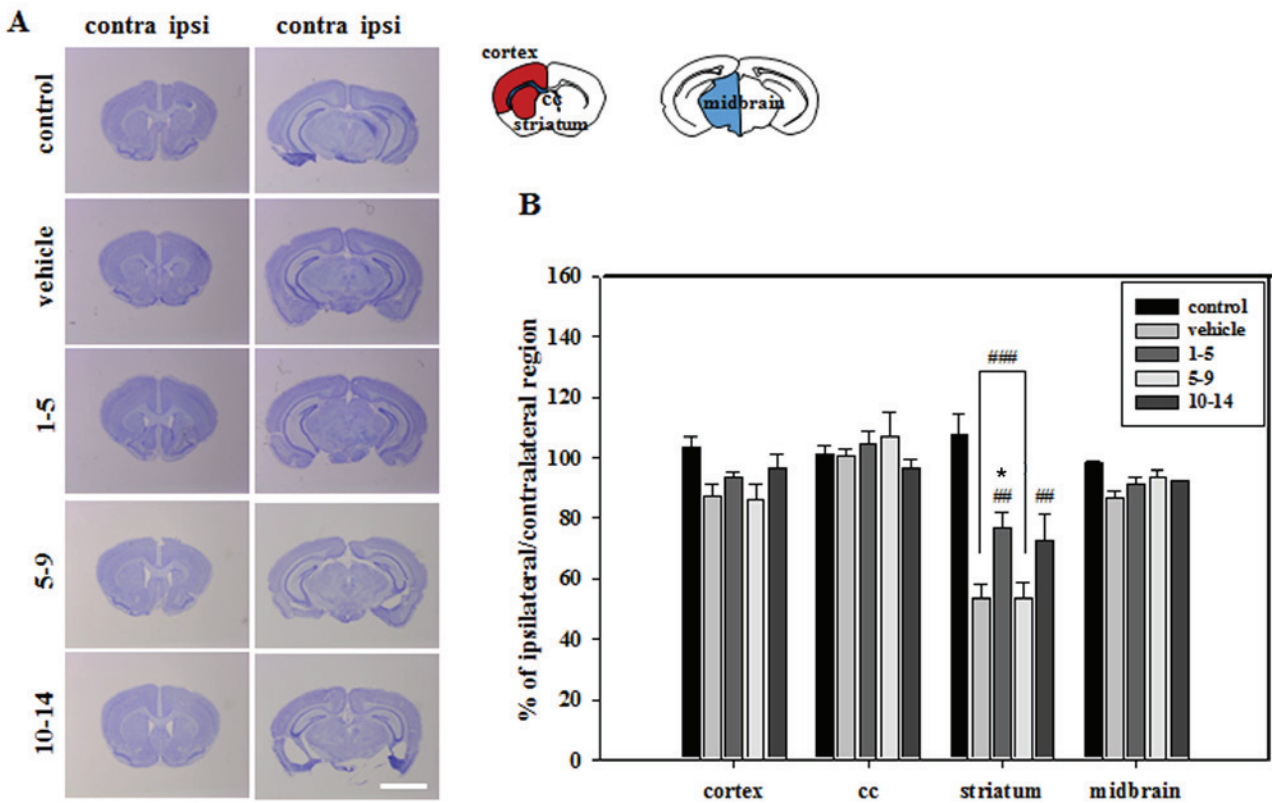 A
contra ipsi
contra ipsi
control
vehicle
1-5
5-9
10-14
cortex
cc
striatum
midbrain
B
% of ipsilateral/contralateral region
160
140
120
100
80
60
40
20
0
control
vehicle
1-5
5-9
10-14
###
*
##
##
cortex
cc
striatum
midbrain